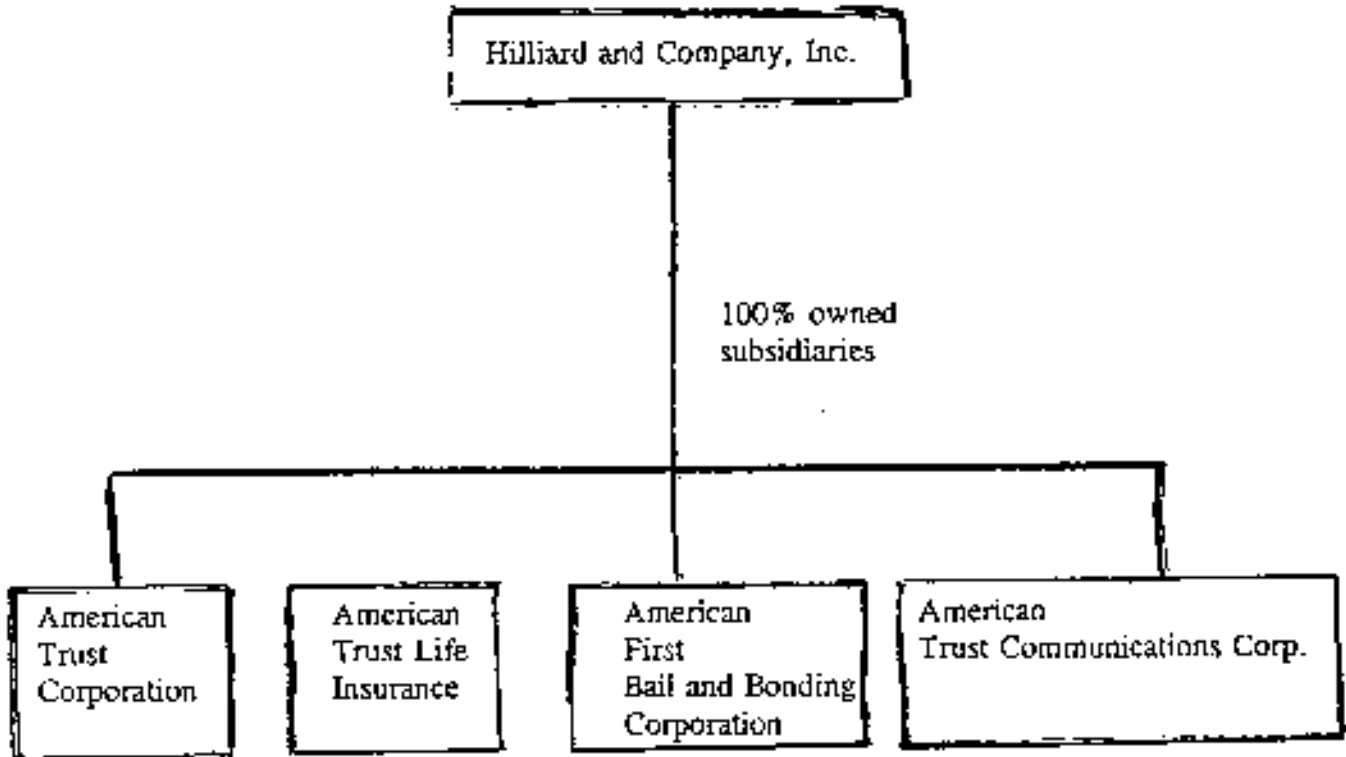 Hilliard and Company, Inc.
100% owned
subsidiaries
American
Trust
Corporation
American
Trust Life
Insurance
American
First
Bail and Bonding
Corporation
American
Trust Communications Corp.